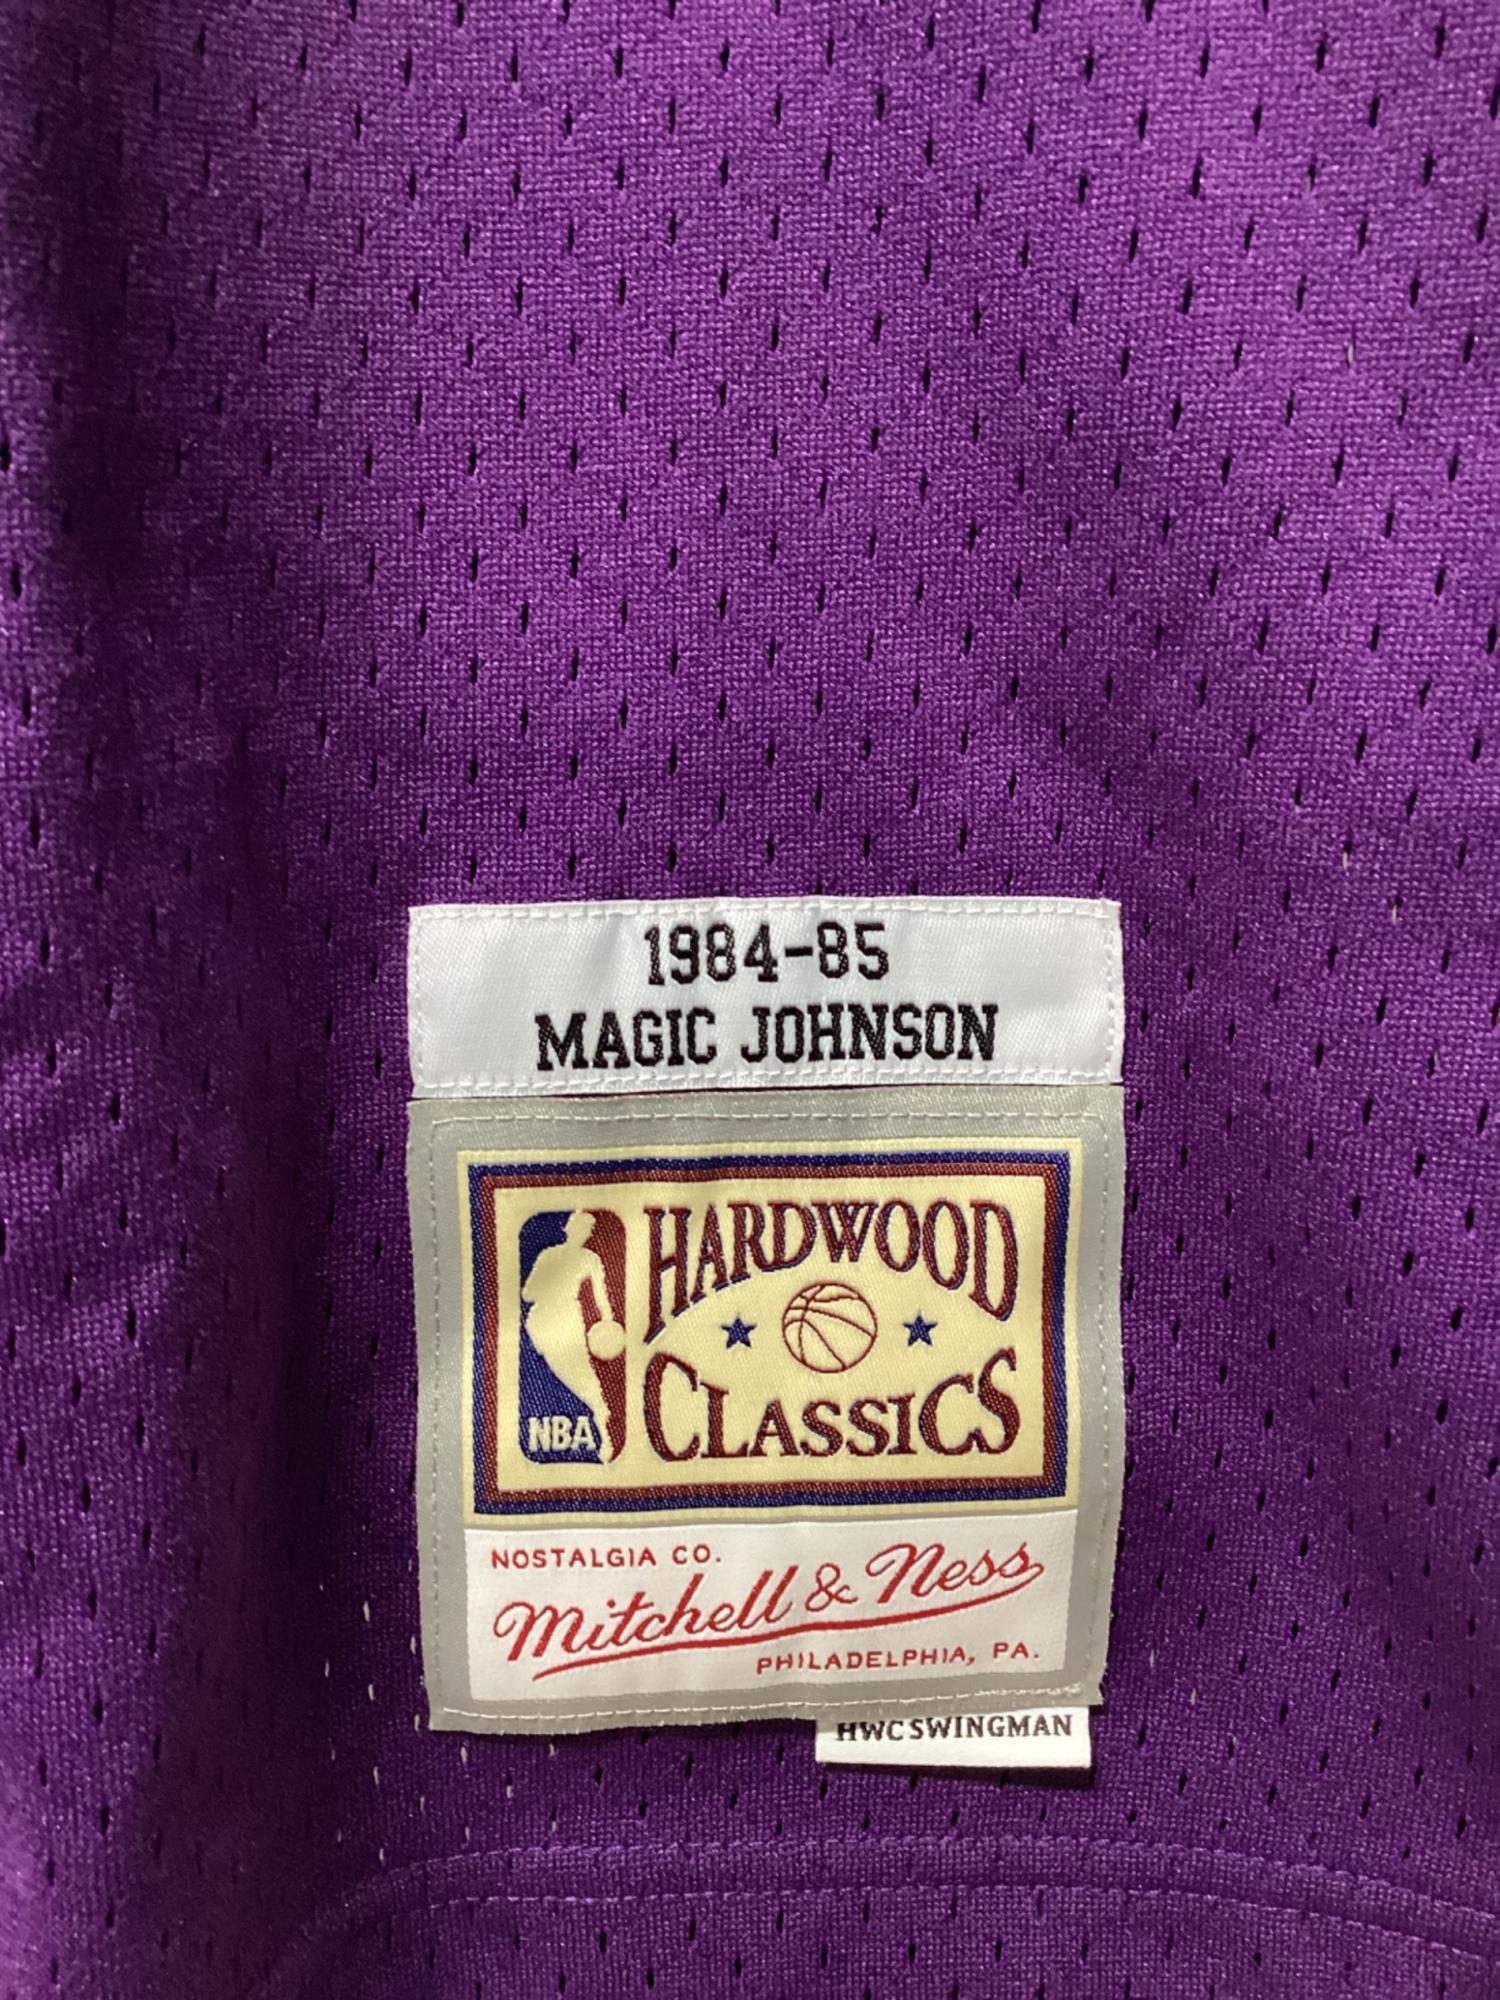 1984-85
MAGIC JOHNSON
HARDWOOD
CLASSICS
NBA
NOSTALGIA CO.
Mitchell & Ness
PHILADELPHIA, PA.
HWC SWINGMAN